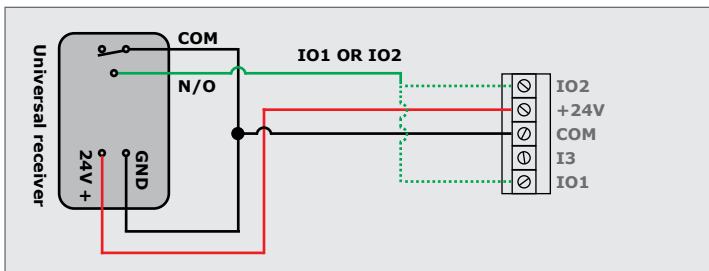 COM
IO1 OR IO2
N/O
Universal receiver
24V +
GND
IO2
+24V
COM
I3
IO1